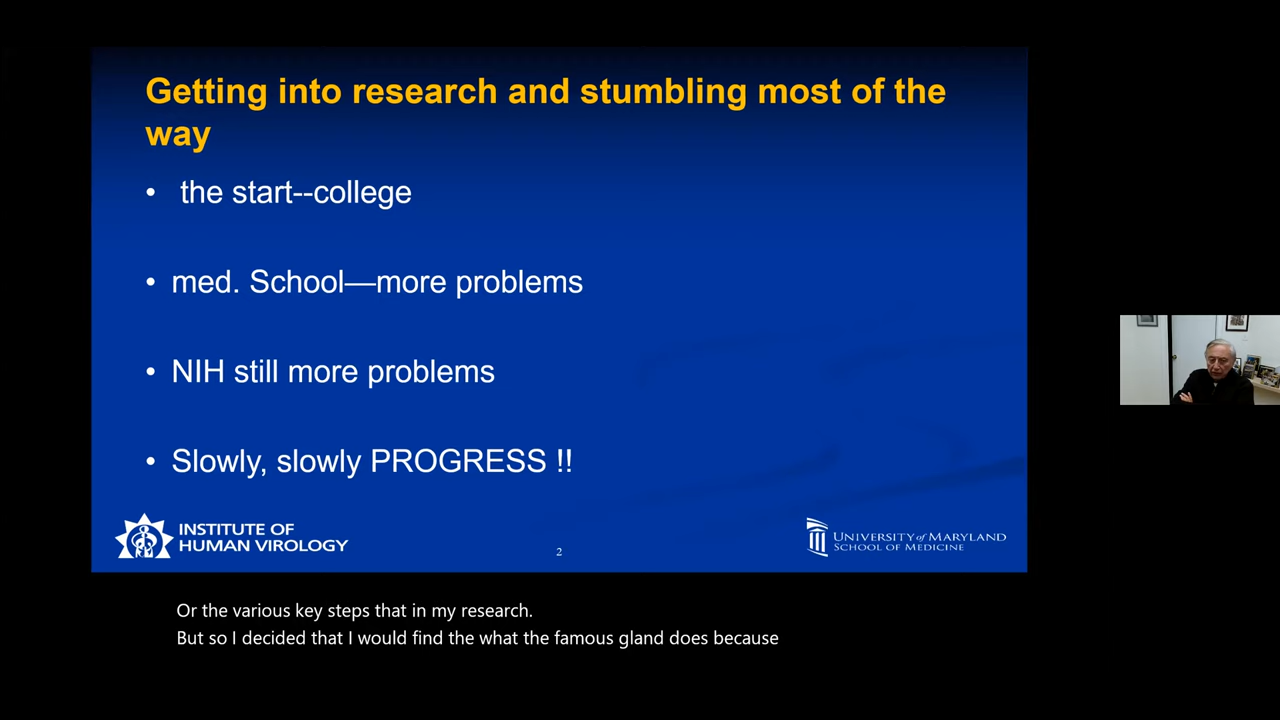 Getting into research and stumbling most of the
way
• the start--college
• med. School—more problems
• NIH still more problems
• Slowly, slowly PROGRESS !!
INSTITUTE OF
HUMAN VIROLOGY
2
UNIVERSITY of MARYLAND
SCHOOL OF MEDICINE
Or the various key steps that in my research.
But so I decided that I would find the what the famous gland does because